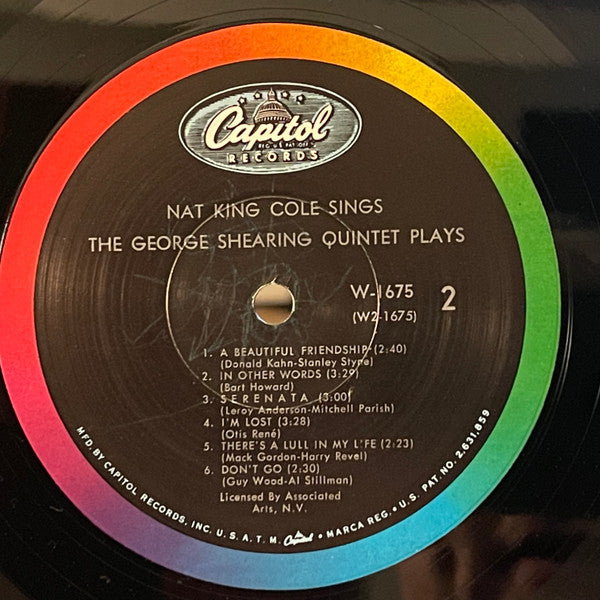 Capitol
REG. U.S. PAT. OFF.
RECORDS
NAT KING COLE SINGS
THE GEORGE SHEARING QUINTET PLAYS
W-1675
(W2-1675)
2
1. A BEAUTIFUL FRIENDSHIP (2:40)
(Donald Kahn-Stanley Styne)
2. IN OTHER WORDS (3:29)
(Bart Howard)
3. SERENATA (3:00)
(Leroy Anderson-Mitchell Parish)
4. I'M LOST (3:28)
(Otis René)
5. THERE'S A LULL IN MY LIFE (2:23)
(Mack Gordon-Harry Revel)
6. DON'T GO (2:30)
(Guy Wood-Al Stillman)
Licensed By Associated
Arts, N.V.
MFD. BY CAPITOL RECORDS, INC. U.S.A. T.M. Capitol • MARCA REG. • U.S. PAT. NO. 2,631,859